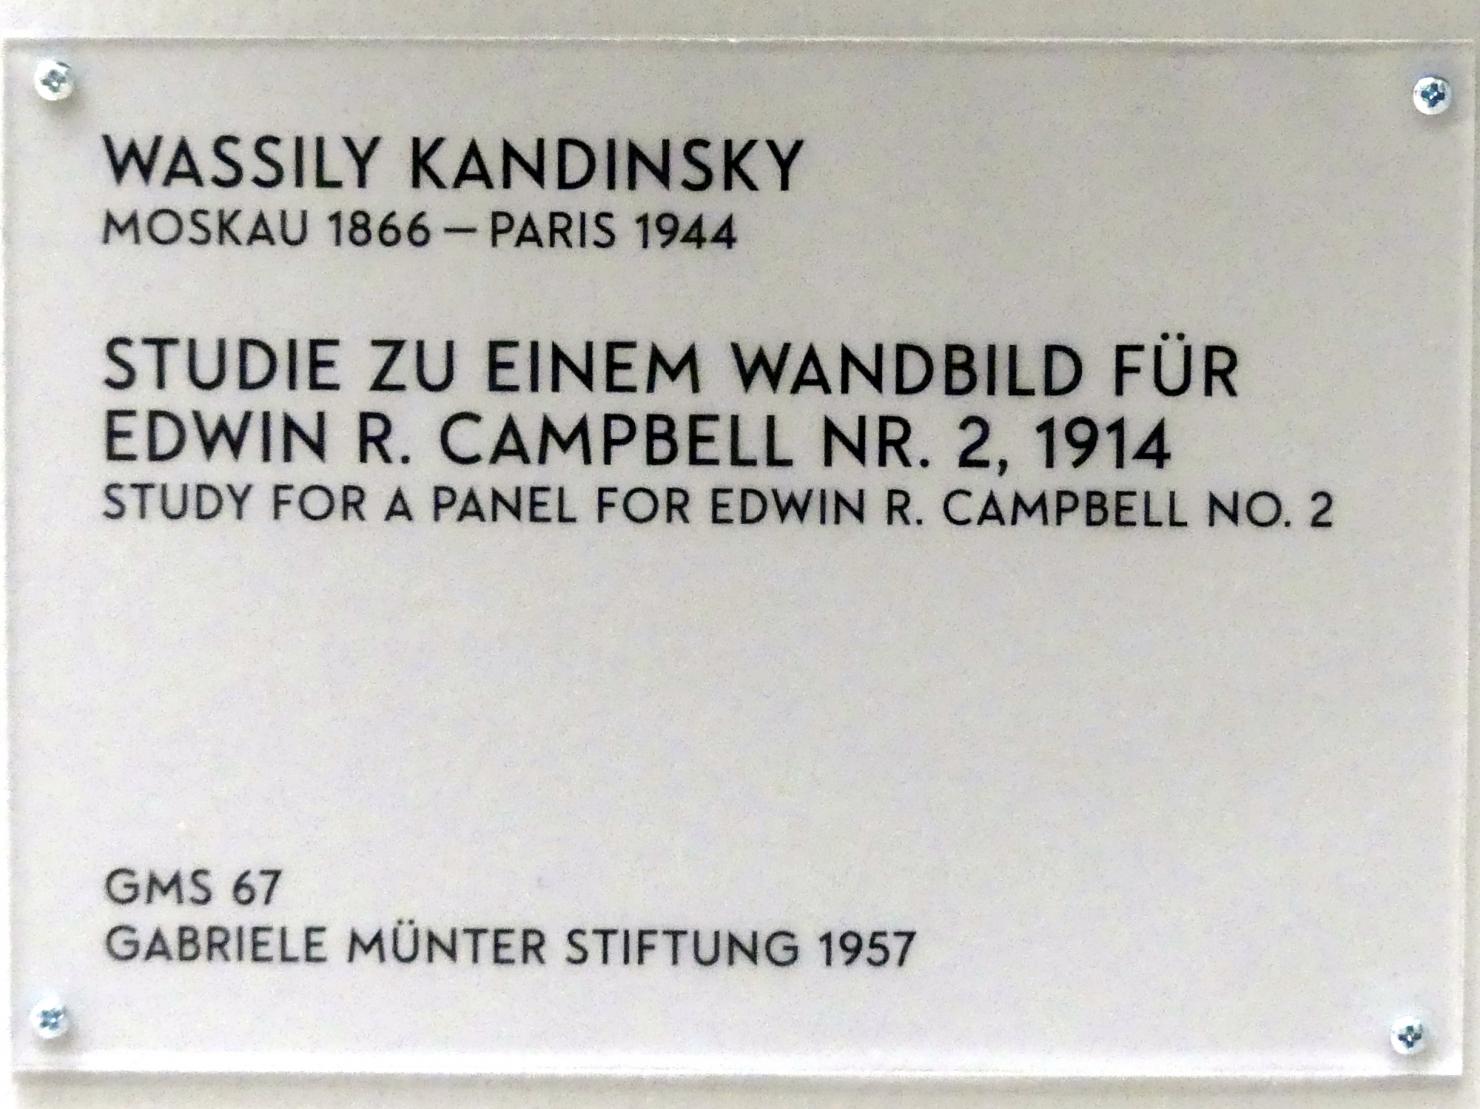 WASSILY KANDINSKY
MOSKAU 1866 – PARIS 1944
STUDIE ZU EINEM WANDBILD FÜR
EDWIN R. CAMPBELL NR. 2, 1914
STUDY FOR A PANEL FOR EDWIN R. CAMPBELL NO. 2
GMS 67
GABRIELE MÜNTER STIFTUNG 1957